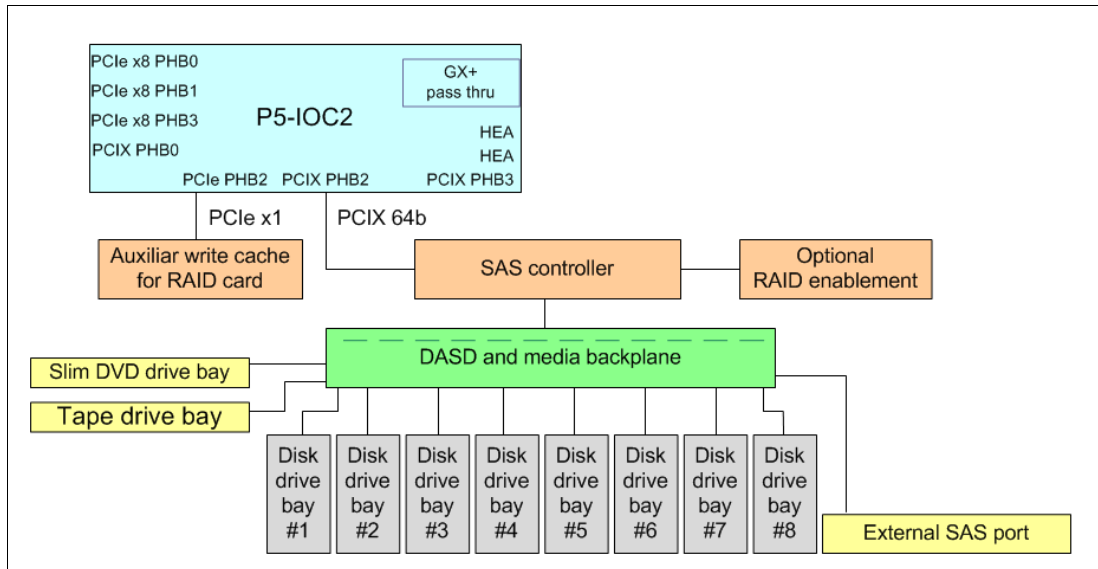 PCIe x8 PHB0
PCIe x8 PHB1
PCIe x8 PHB3
PCIX PHB0
P5-IOC2
GX+
pass thru
HEA
HEA
PCIe PHB2
PCIX PHB2
PCIX PHB3
PCIe x1
PCIX 64b
Auxiliar write cache
for RAID card
SAS controller
Optional
RAID enablement
DASD and media backplane
Slim DVD drive bay
Tape drive bay
Disk
drive
bay
#1
Disk
drive
bay
#2
Disk
drive
bay
#3
Disk
drive
bay
#4
Disk
drive
bay
#5
Disk
drive
bay
#6
Disk
drive
bay
#7
Disk
drive
bay
#8
External SAS port